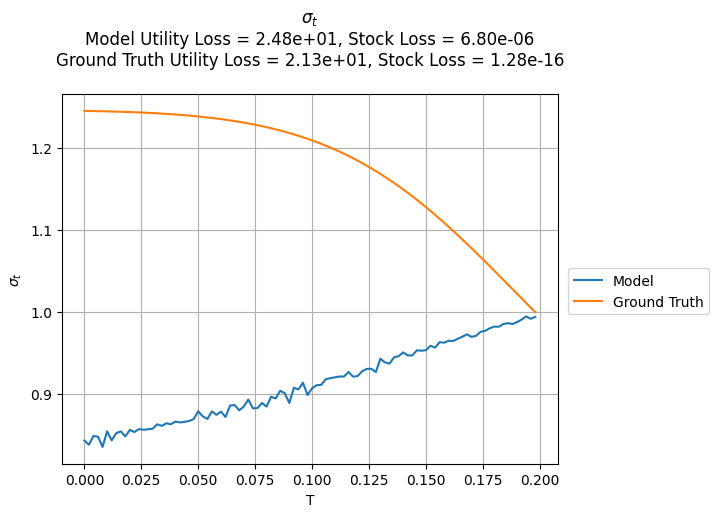 σₜ
Model Utility Loss = 2.48e+01, Stock Loss = 6.80e-06
Ground Truth Utility Loss = 2.13e+01, Stock Loss = 1.28e-16
1.2
1.1
1.0
0.9
σₜ
0.000 0.025 0.050 0.075 0.100 0.125 0.150 0.175 0.200
T
Model
Ground Truth